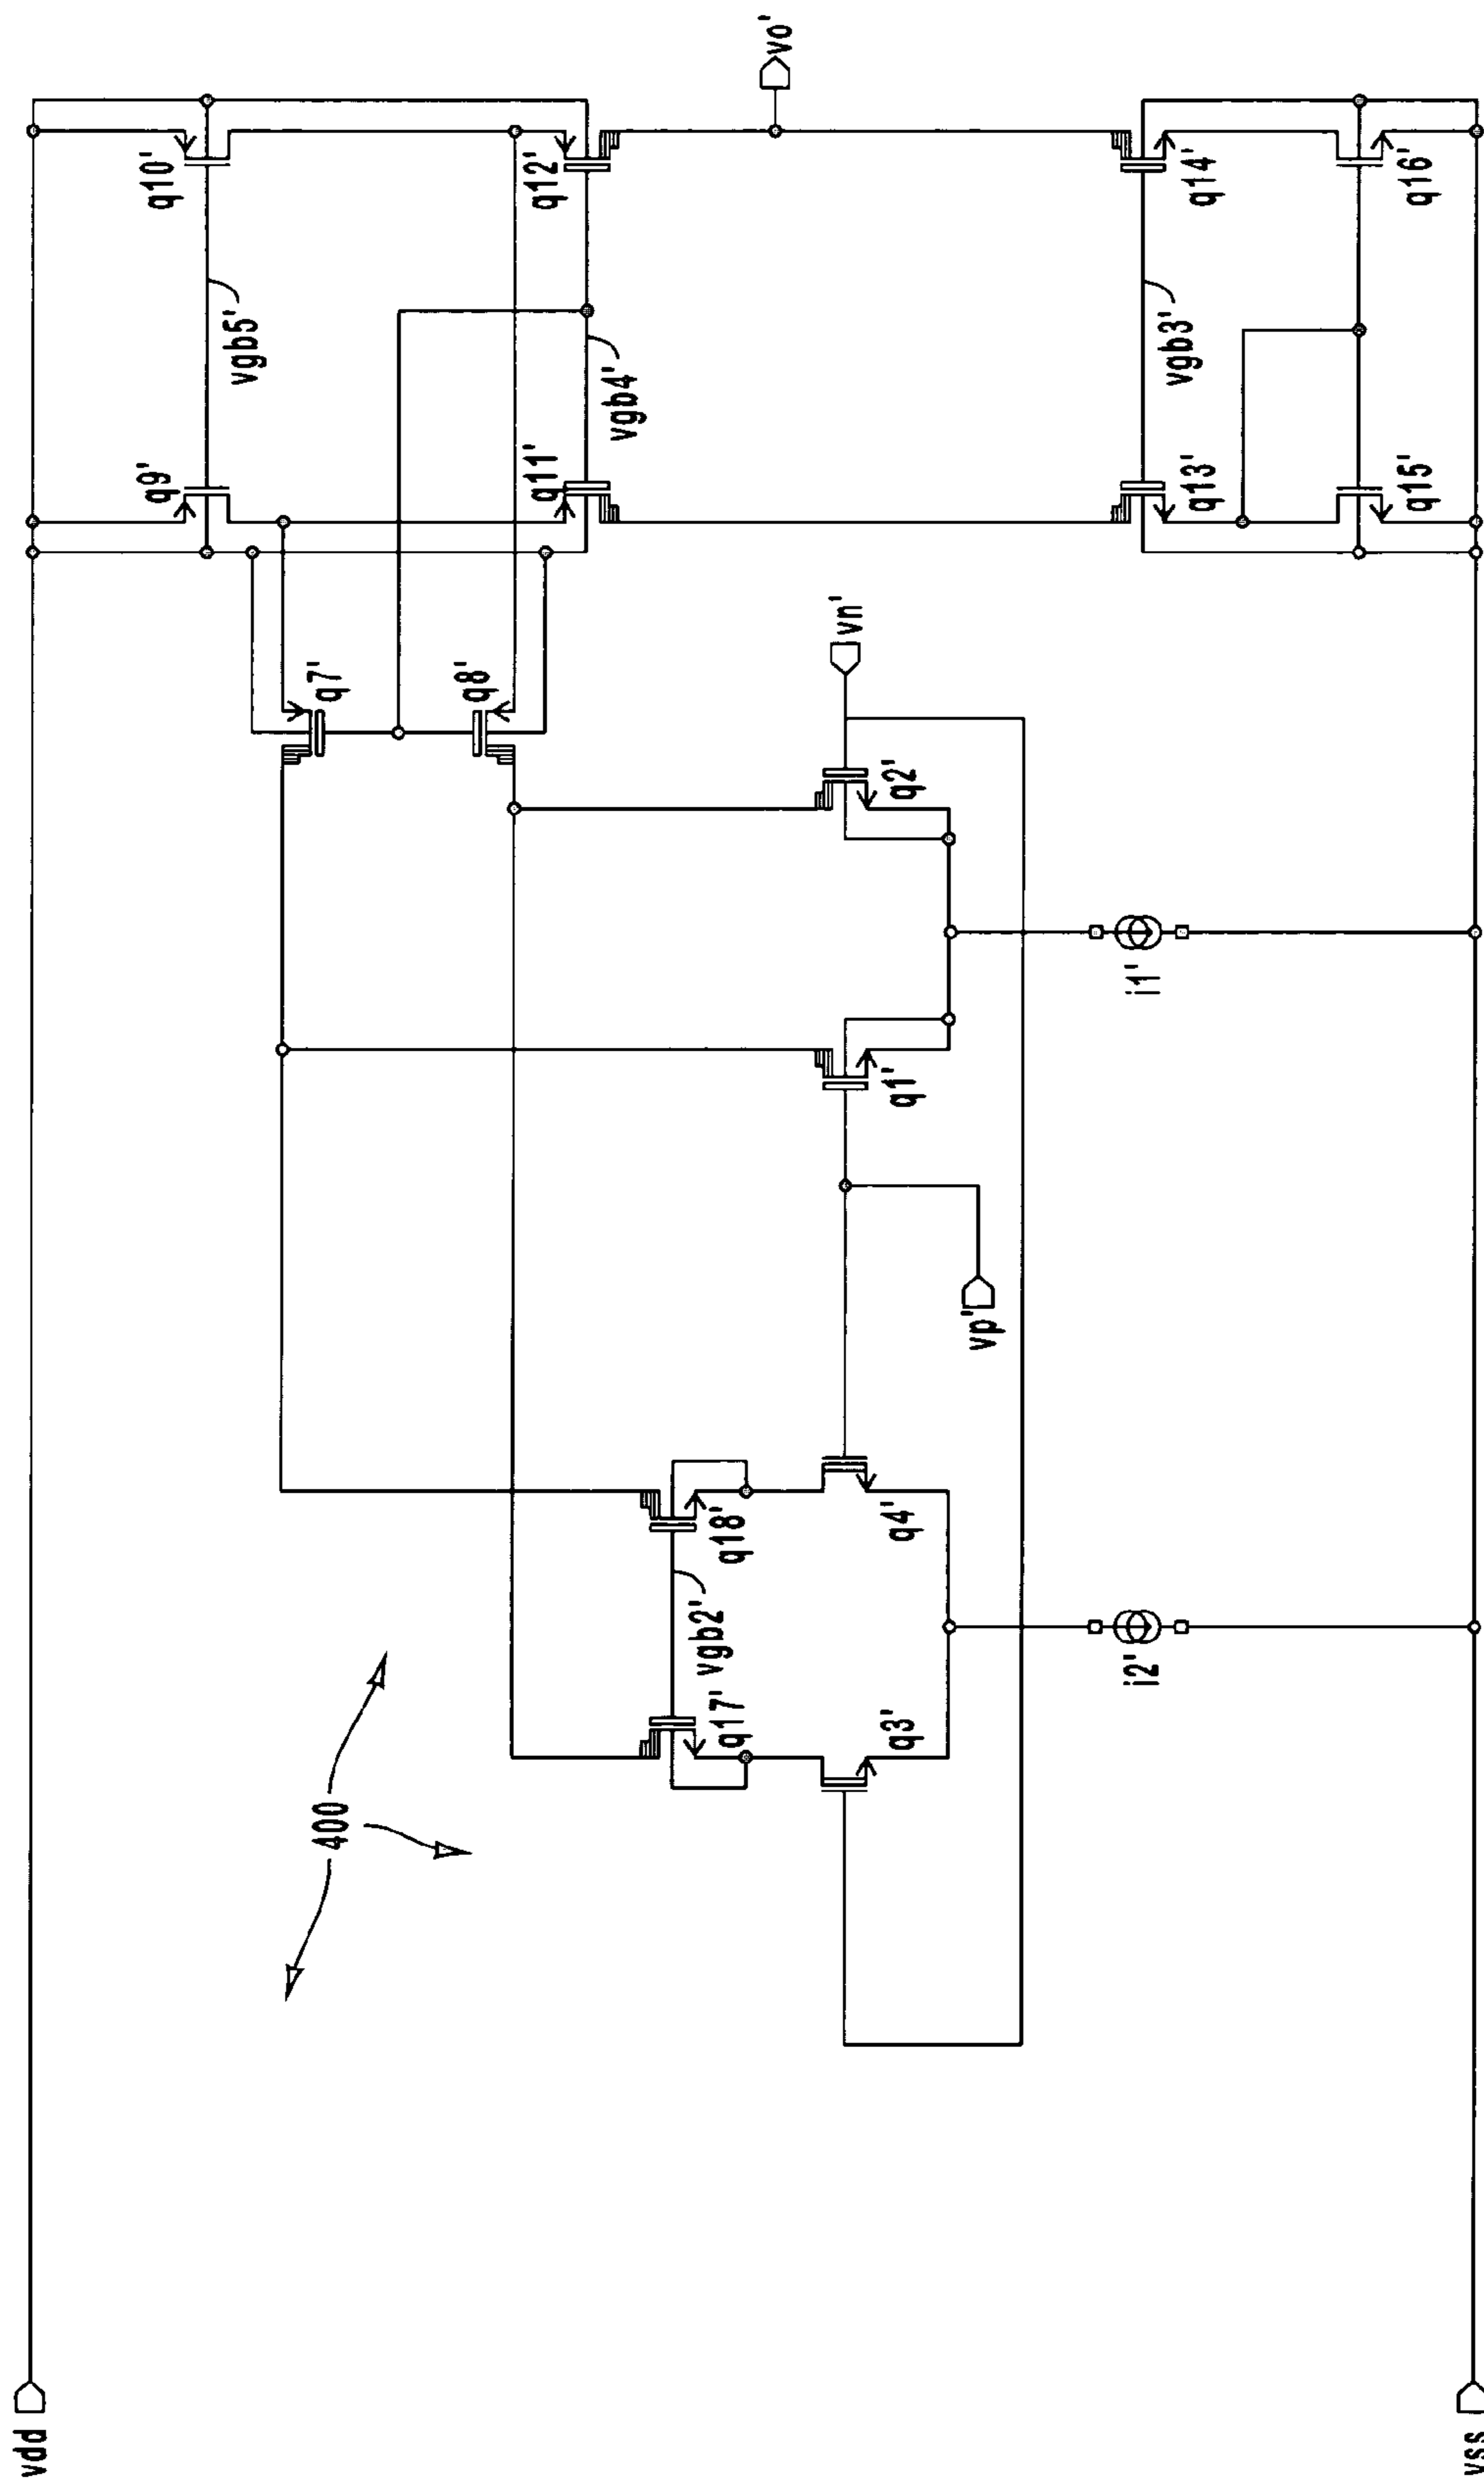 vdd
q9'
q10'
vgb5'
q7'
q8'
q11'
q12'
vgb4'
vo'
400
q17'
q18'
vgb2'
q3'
q4'
vp'
q1'
q2'
vn'
i2'
i1'
q13'
q14'
vgb3'
q15'
q16'
vss